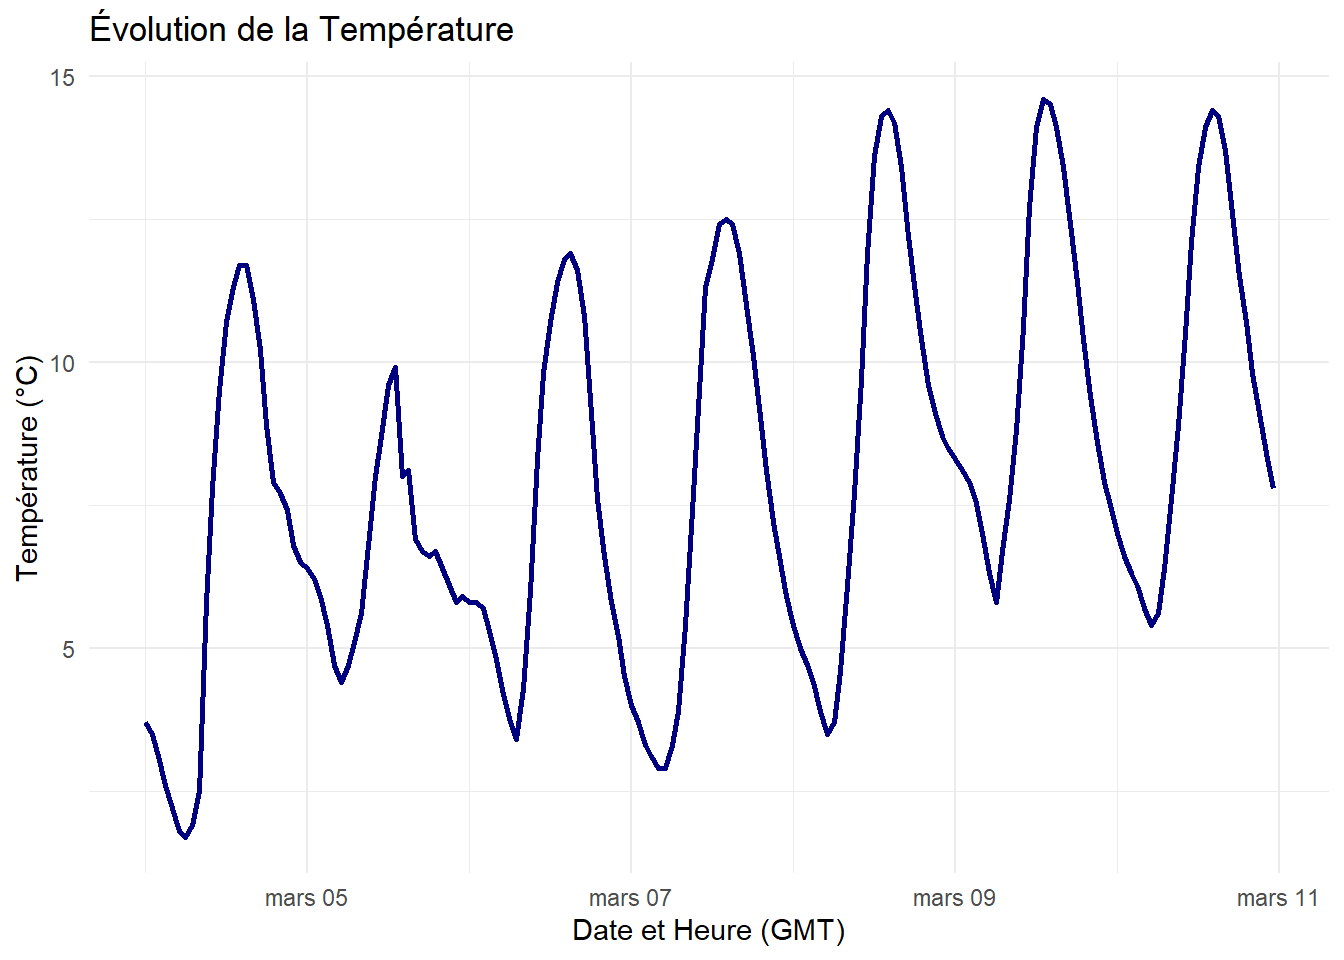 Évolution de la Température
15
10
5
Température (°C)
mars 05
mars 07
mars 09
mars 11
Date et Heure (GMT)